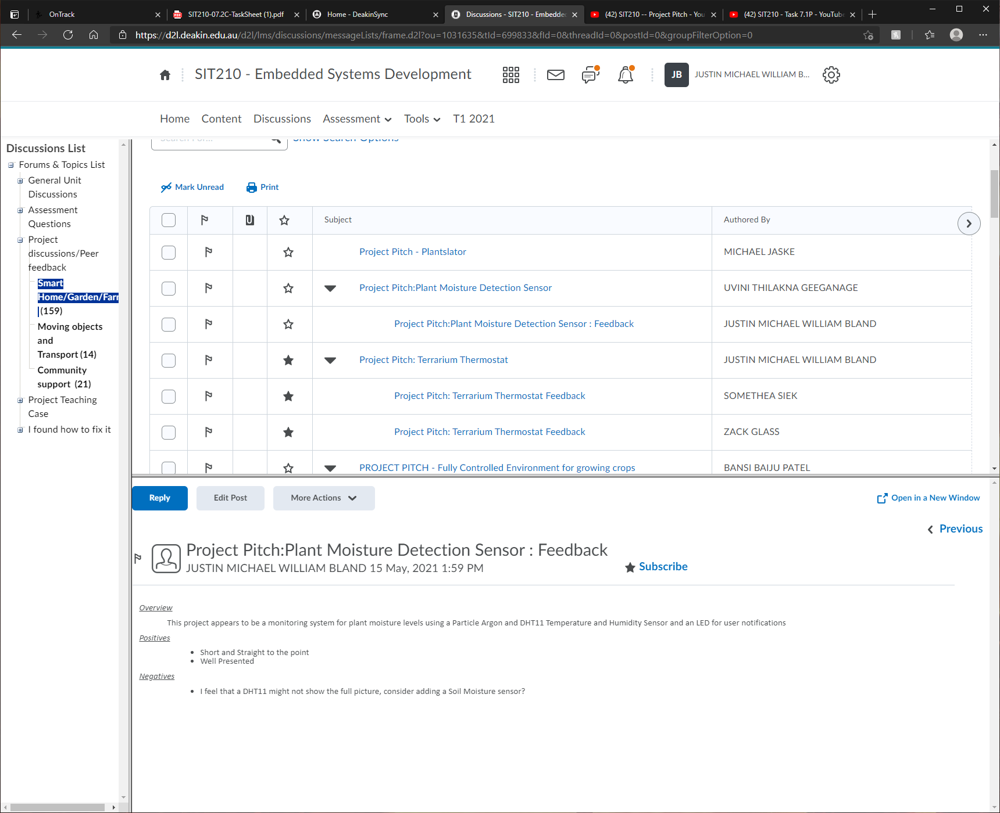 OnTrack
SIT210-07.2C-TaskSheet (1).pdf
Home - DeakinSync
Discussions - SIT210 - Embedded
(42) SIT210 -- Project Pitch - You
(42) SIT210 - Task 7.1P - YouTube
https://d2l.deakin.edu.au/d2l/lms/discussions/messageLists/frame.d2l?ou=1031635&tId=699833&fId=0&threadId=0&postId=0&groupFilterOption=0
SIT210 - Embedded Systems Development
JB
JUSTIN MICHAEL WILLIAM B...
Home
Content
Discussions
Assessment
Tools
T1 2021
Discussions List
Forums & Topics List
General Unit
Discussions
Assessment
Questions
Project
discussions/Peer
feedback
Smart
Home/Garden/Farm
(159)
Moving objects
and
Transport (14)
Community
support (21)
Project Teaching
Case
I found how to fix it
Search For...
Show Search Options
Mark Unread
Print
Subject
Authored By
Project Pitch - Plantslator
MICHAEL JASKE
Project Pitch:Plant Moisture Detection Sensor
UVINI THILAKNA GEEGANAGE
Project Pitch:Plant Moisture Detection Sensor : Feedback
JUSTIN MICHAEL WILLIAM BLAND
Project Pitch: Terrarium Thermostat
JUSTIN MICHAEL WILLIAM BLAND
Project Pitch: Terrarium Thermostat Feedback
SOMETHEA SIEK
Project Pitch: Terrarium Thermostat Feedback
ZACK GLASS
PROJECT PITCH - Fully Controlled Environment for growing crops
BANSI BAIJU PATEL
Reply
Edit Post
More Actions
Open in a New Window
Previous
Project Pitch:Plant Moisture Detection Sensor : Feedback
JUSTIN MICHAEL WILLIAM BLAND 15 May, 2021 1:59 PM
Subscribe
Overview
This project appears to be a monitoring system for plant moisture levels using a Particle Argon and DHT11 Temperature and Humidity Sensor and an LED for user notifications
Positives
• Short and Straight to the point
• Well Presented
Negatives
• I feel that a DHT11 might not show the full picture, consider adding a Soil Moisture sensor?